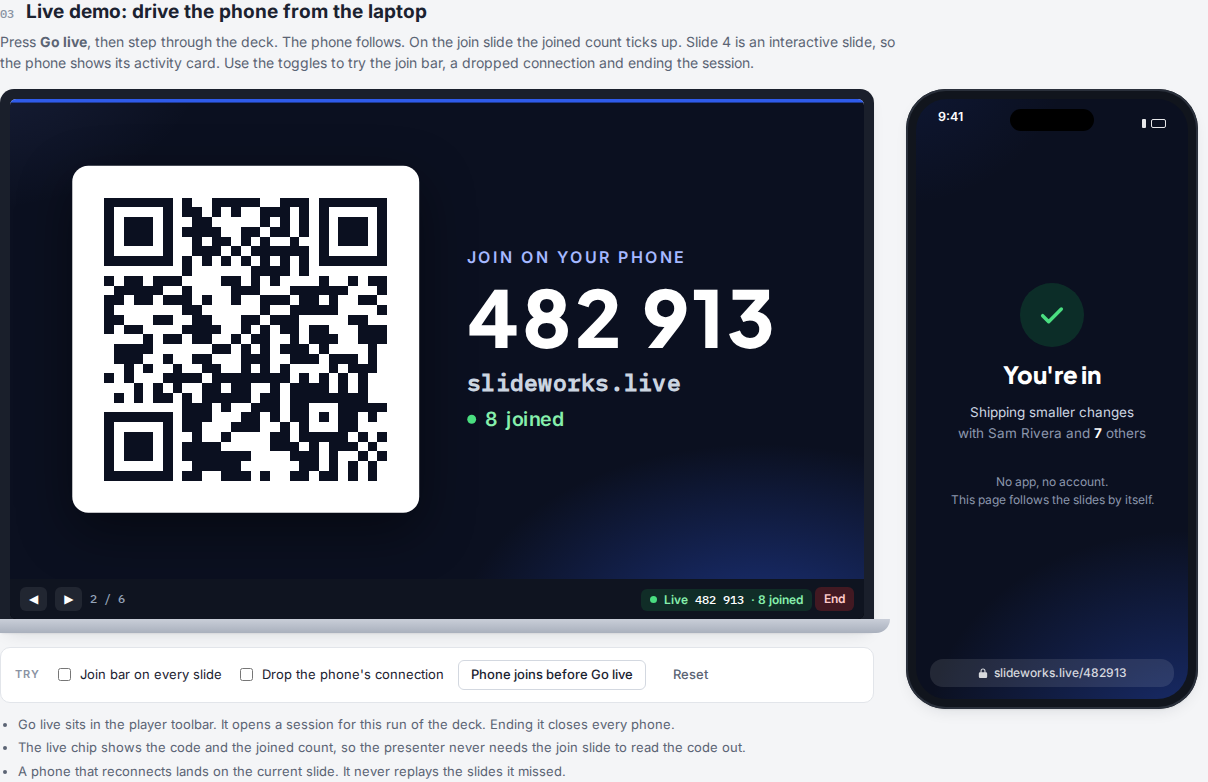 03 Live demo: drive the phone from the laptop
Press Go live, then step through the deck. The phone follows. On the join slide the joined count ticks up. Slide 4 is an interactive slide, so
the phone shows its activity card. Use the toggles to try the join bar, a dropped connection and ending the session.
JOIN ON YOUR PHONE
482 913
slideworks.live
8 joined
◀ ▶ 2 / 6
Live 482 913 · 8 joined End
9:41
You're in
Shipping smaller changes
with Sam Rivera and 7 others
No app, no account.
This page follows the slides by itself.
slideworks.live/482913
TRY Join bar on every slide Drop the phone's connection Phone joins before Go live Reset
• Go live sits in the player toolbar. It opens a session for this run of the deck. Ending it closes every phone.
• The live chip shows the code and the joined count, so the presenter never needs the join slide to read the code out.
• A phone that reconnects lands on the current slide. It never replays the slides it missed.